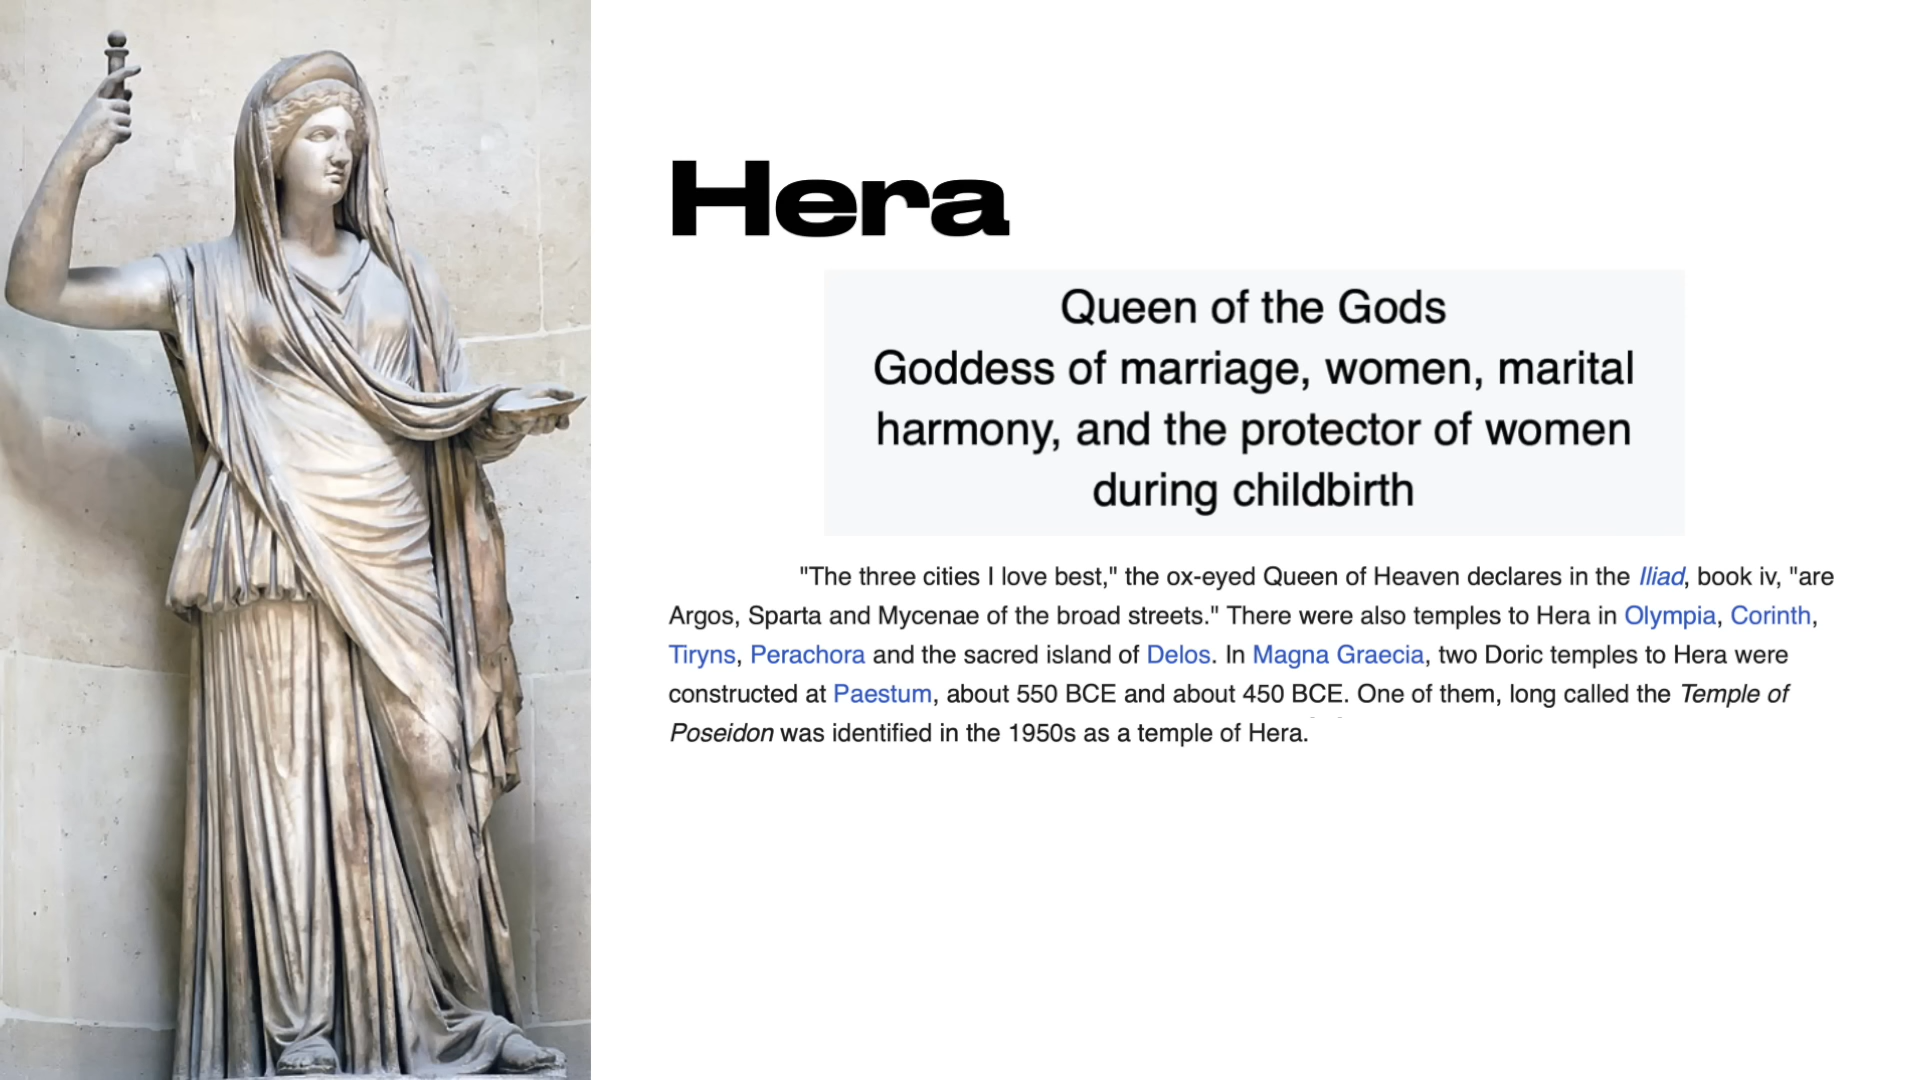 Hera
Queen of the Gods
Goddess of marriage, women, marital
harmony, and the protector of women
during childbirth
"The three cities I love best," the ox-eyed Queen of Heaven declares in the Iliad, book iv, "are
Argos, Sparta and Mycenae of the broad streets." There were also temples to Hera in Olympia, Corinth,
Tiryns, Perachora and the sacred island of Delos. In Magna Graecia, two Doric temples to Hera were
constructed at Paestum, about 550 BCE and about 450 BCE. One of them, long called the Temple of
Poseidon was identified in the 1950s as a temple of Hera.